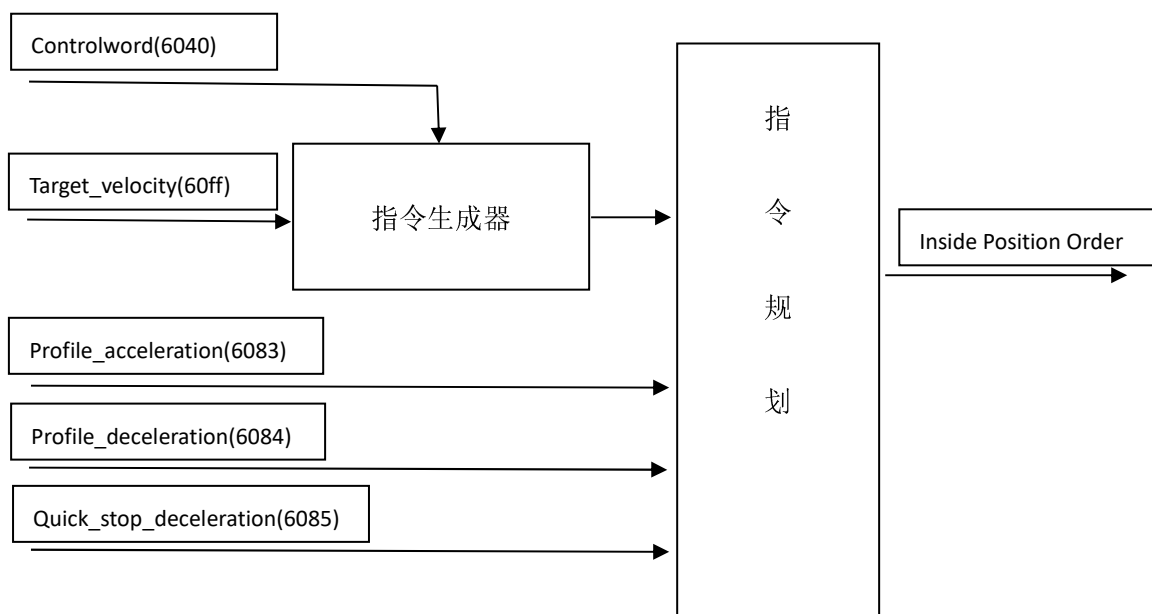 Controlword(6040)
Target_velocity(60ff)
指令生成器
Profile_acceleration(6083)
Profile_deceleration(6084)
Quick_stop_deceleration(6085)
指
令
规
划
Inside Position Order